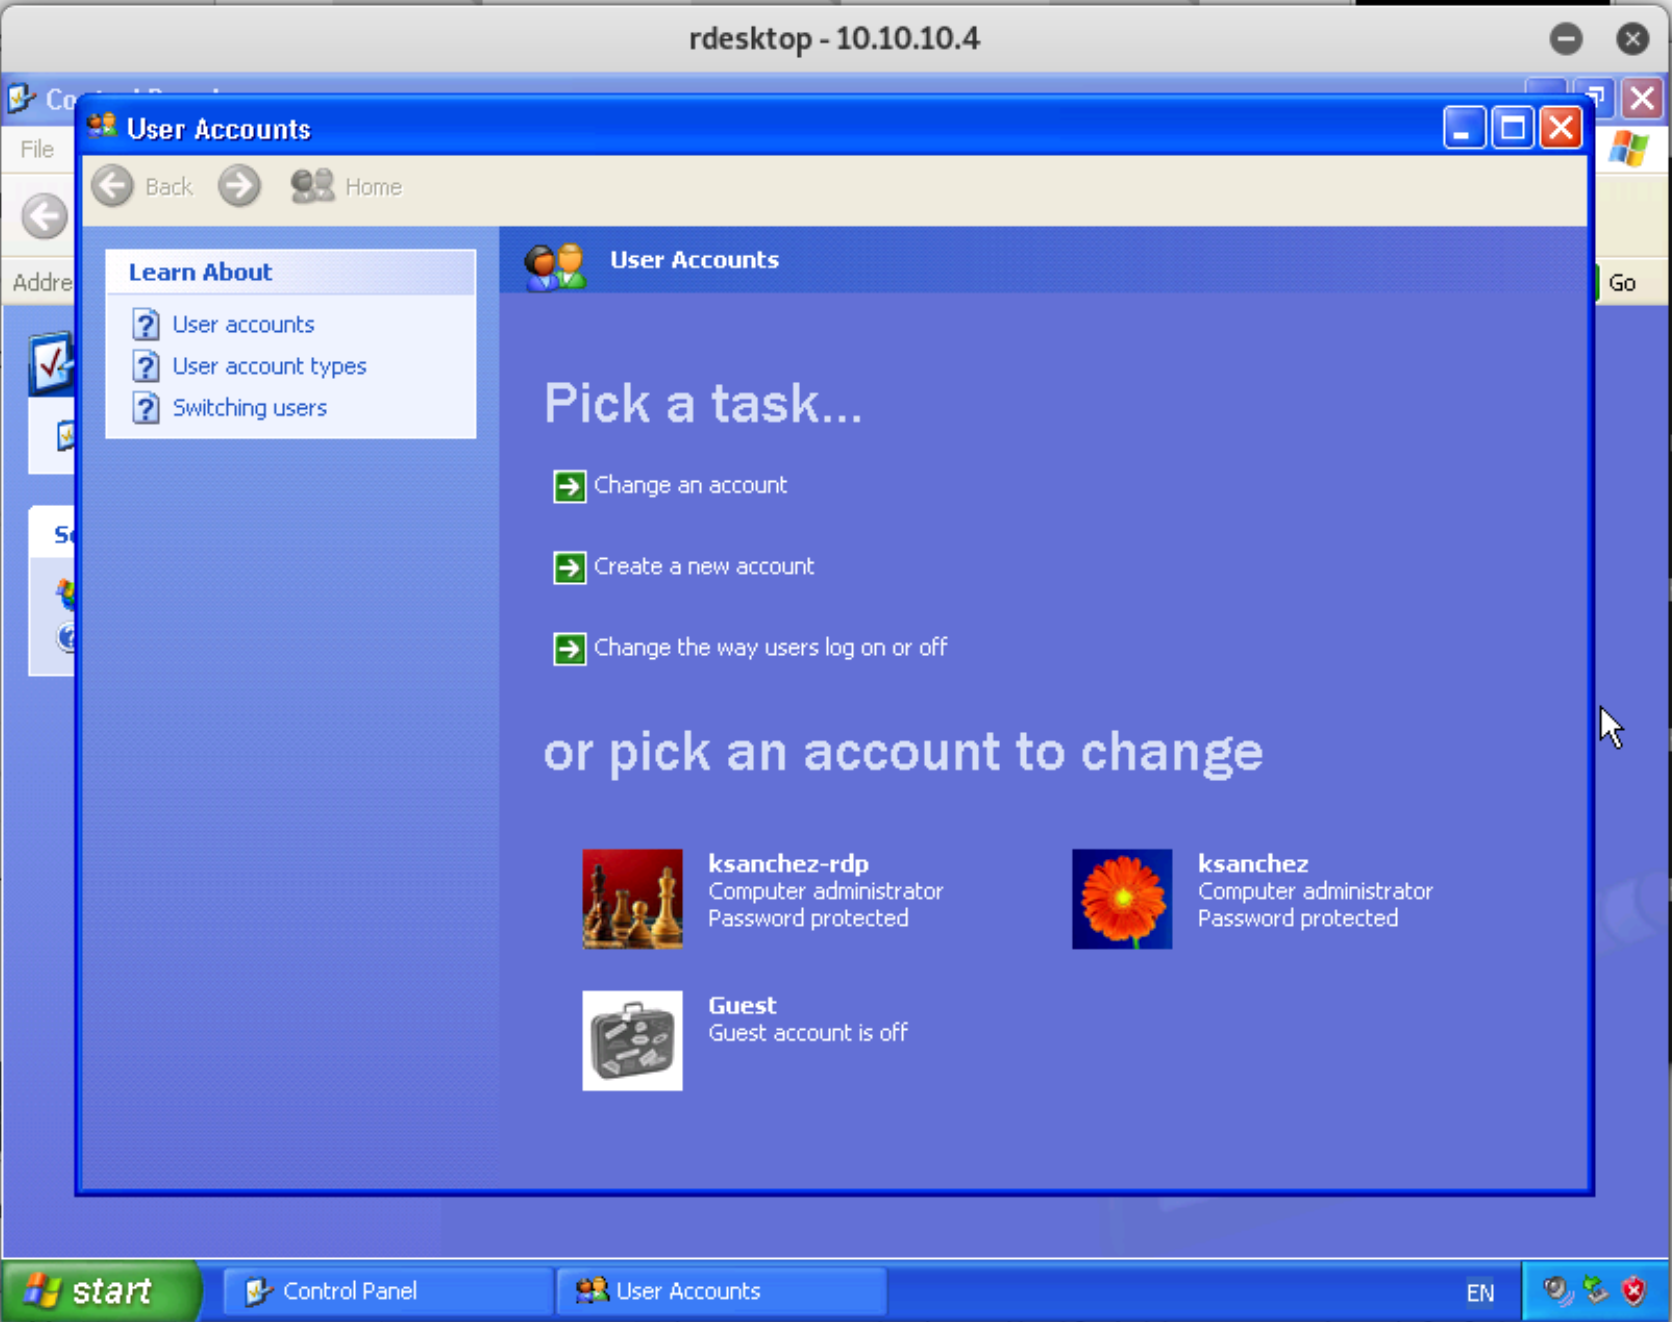 rdesktop - 10.10.10.4
User Accounts
File
Back
Home
Addre
Go
Learn About
User accounts
User account types
Switching users
User Accounts
Pick a task...
Change an account
Create a new account
Change the way users log on or off
or pick an account to change
ksanchez-rdp
Computer administrator
Password protected
ksanchez
Computer administrator
Password protected
Guest
Guest account is off
start
Control Panel
User Accounts
EN